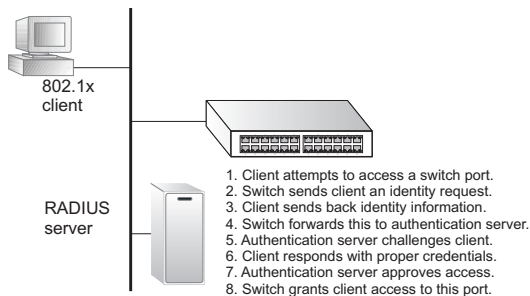 802.1x
client
RADIUS
server
1. Client attempts to access a switch port.
2. Switch sends client an identity request.
3. Client sends back identity information.
4. Switch forwards this to authentication server.
5. Authentication server challenges client.
6. Client responds with proper credentials.
7. Authentication server approves access.
8. Switch grants client access to this port.